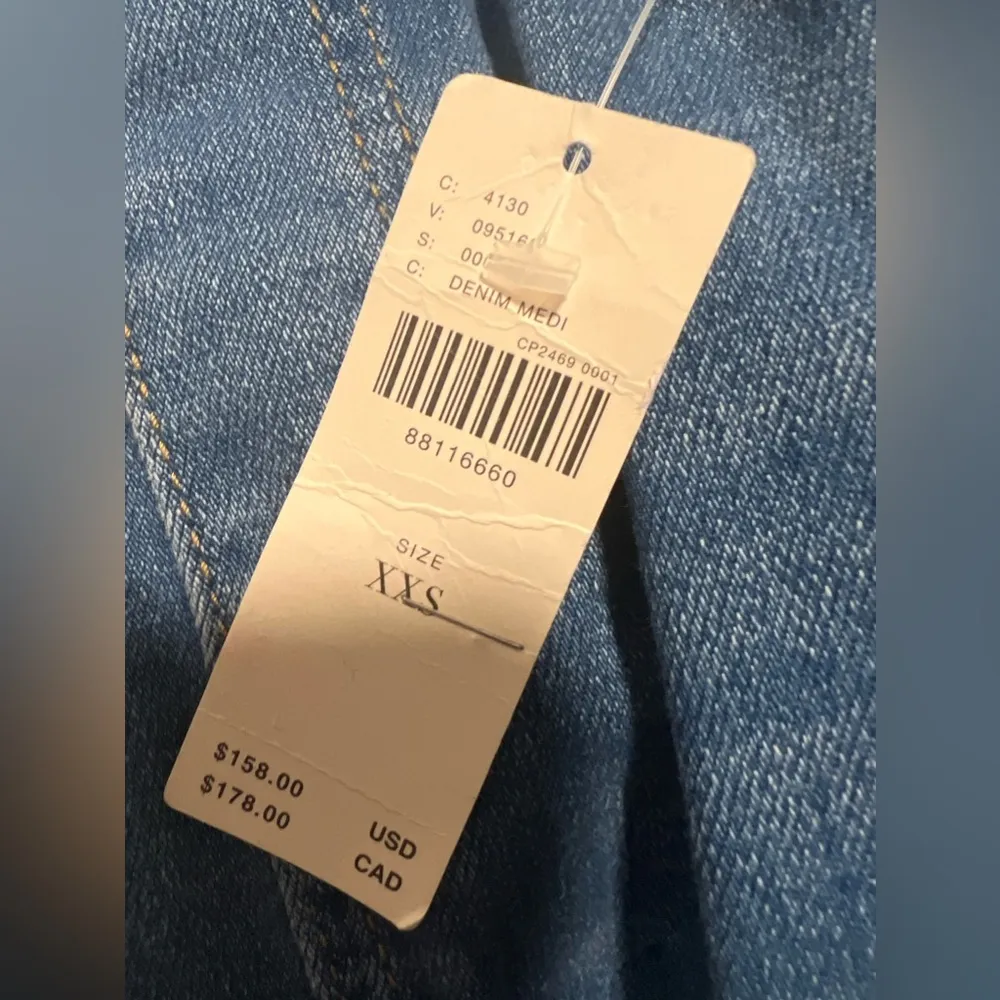 C: 4130
V:
S:
C: DENIM MEDI
CP2469 0001
88116660
SIZE
XXS
$158.00 USD
$178.00 CAD